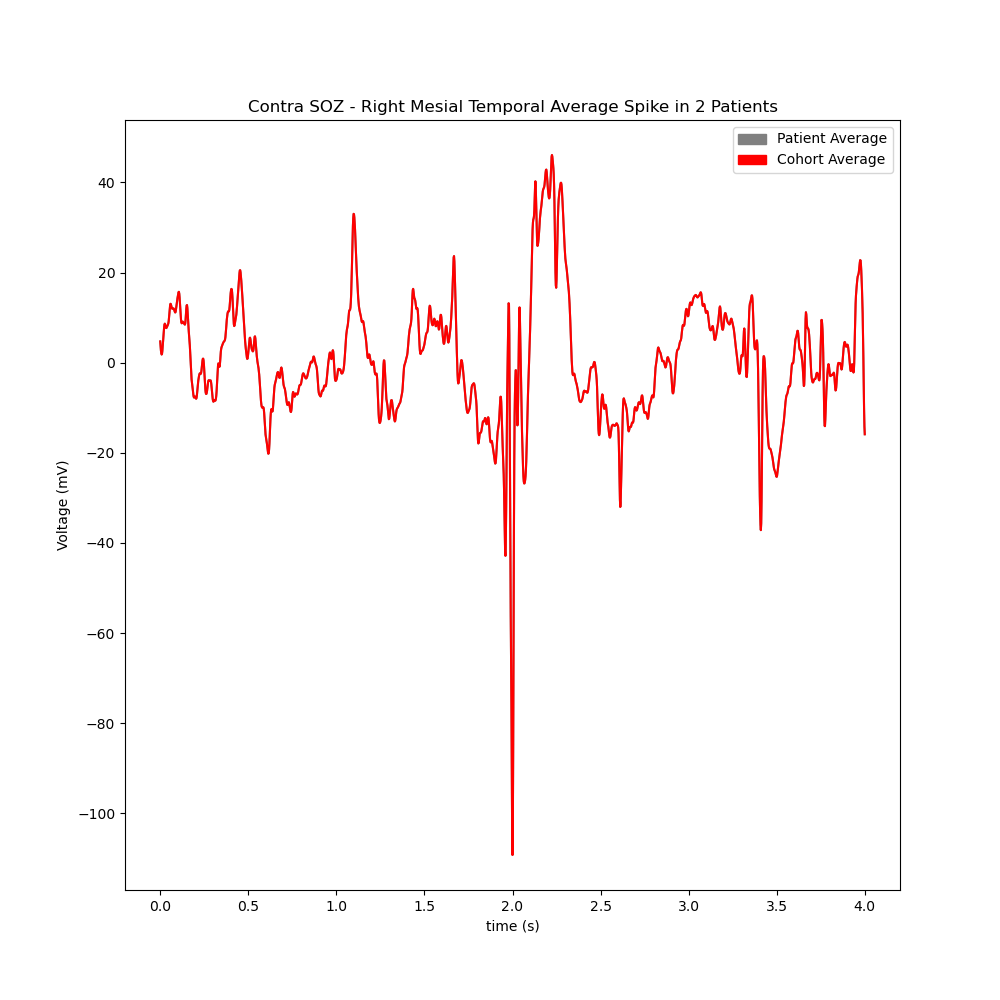 Contra SOZ - Right Mesial Temporal Average Spike in 2 Patients
Patient Average
Cohort Average
40
20
0
−20
−40
−60
−80
−100
Voltage (mV)
0.0 0.5 1.0 1.5 2.0 2.5 3.0 3.5 4.0
time (s)